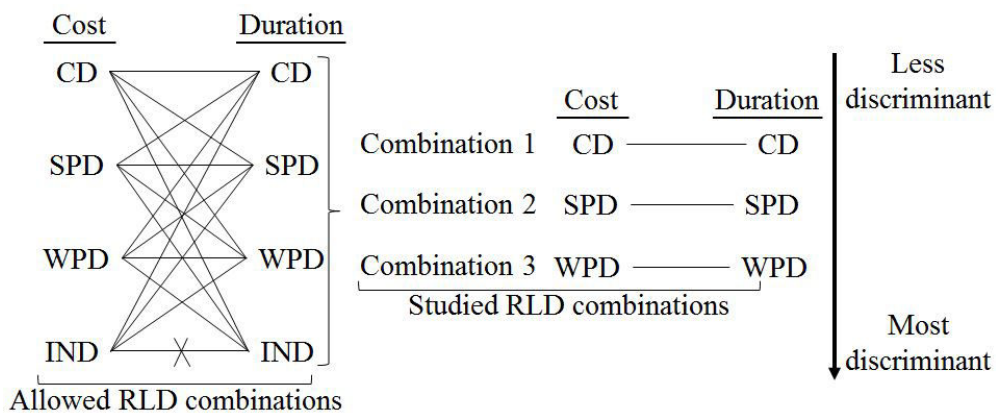 Cost Duration
CD CD
SPD SPD
WPD WPD
IND IND
Allowed RLD combinations
Cost Duration
Combination 1 CD CD
Combination 2 SPD SPD
Combination 3 WPD WPD
Studied RLD combinations
Less
discriminant
Most
discriminant